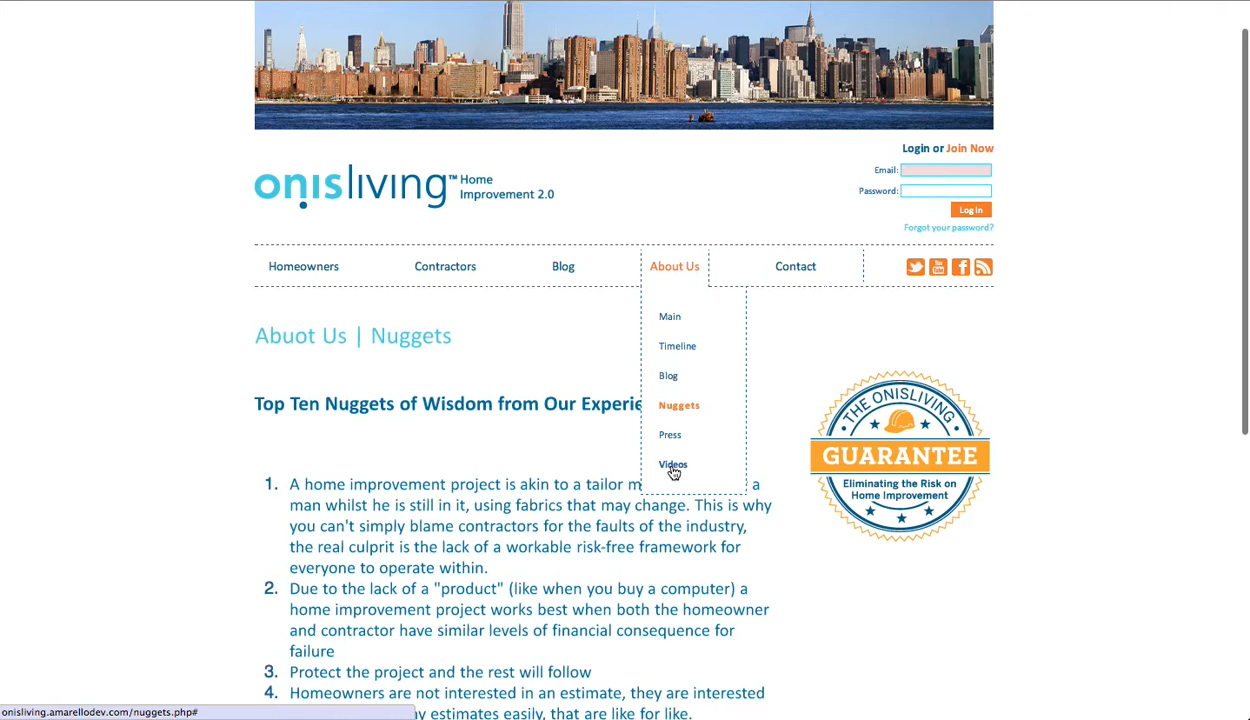 Login or Join Now
Email:
Password:
Log In
Forgot your password?
onisliving™ Home
Improvement 2.0
Homeowners Contractors Blog About Us Contact
Main
Timeline
Blog
Nuggets
Press
Videos
Abuot Us | Nuggets
Top Ten Nuggets of Wisdom from Our
THE ONISLIVING
GUARANTEE
Eliminating the Risk on
Home Improvement
1. A home improvement project is akin to a tailor a
man whilst he is still in it, using fabrics that may change. This is why
you can't simply blame contractors for the faults of the industry,
the real culprit is the lack of a workable risk-free framework for
everyone to operate within.
2. Due to the lack of a "product" (like when you buy a computer) a
home improvement project works best when both the homeowner
and contractor have similar levels of financial consequence for
failure
3. Protect the project and the rest will follow
4. Homeowners are not interested in an estimate, they are interested
estimates easily, that are like for like.
onisliving.amarellodev.com/nuggets.php#